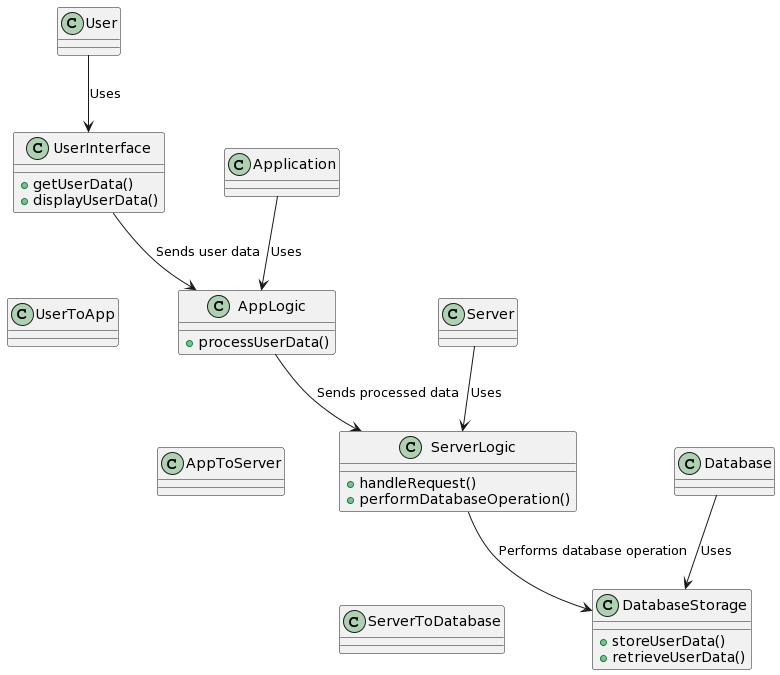 User
Uses
UserInterface
getUserData()
displayUserData()
Application
Sends user data
Uses
UserToApp
AppLogic
processUserData()
Server
Sends processed data
Uses
AppToServer
ServerLogic
handleRequest()
performDatabaseOperation()
Database
Performs database operation
Uses
ServerToDatabase
DatabaseStorage
storeUserData()
retrieveUserData()